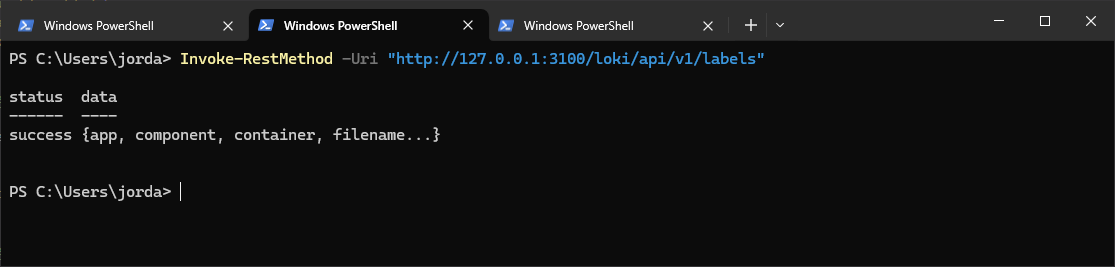 Windows PowerShell
Windows PowerShell
Windows PowerShell
PS C:\Users\jorda> Invoke-RestMethod -Uri "http://127.0.0.1:3100/loki/api/v1/labels"
status  data
------  ----
success {app, component, container, filename...}
PS C:\Users\jorda>